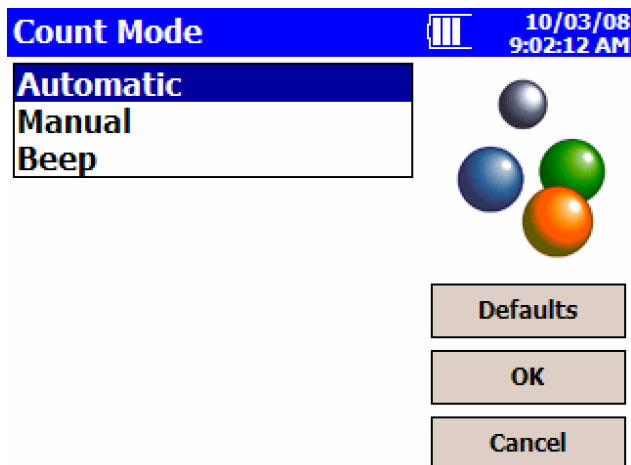 Count Mode
10/03/08
9:02:12 AM
Automatic
Manual
Beep
Defaults
OK
Cancel